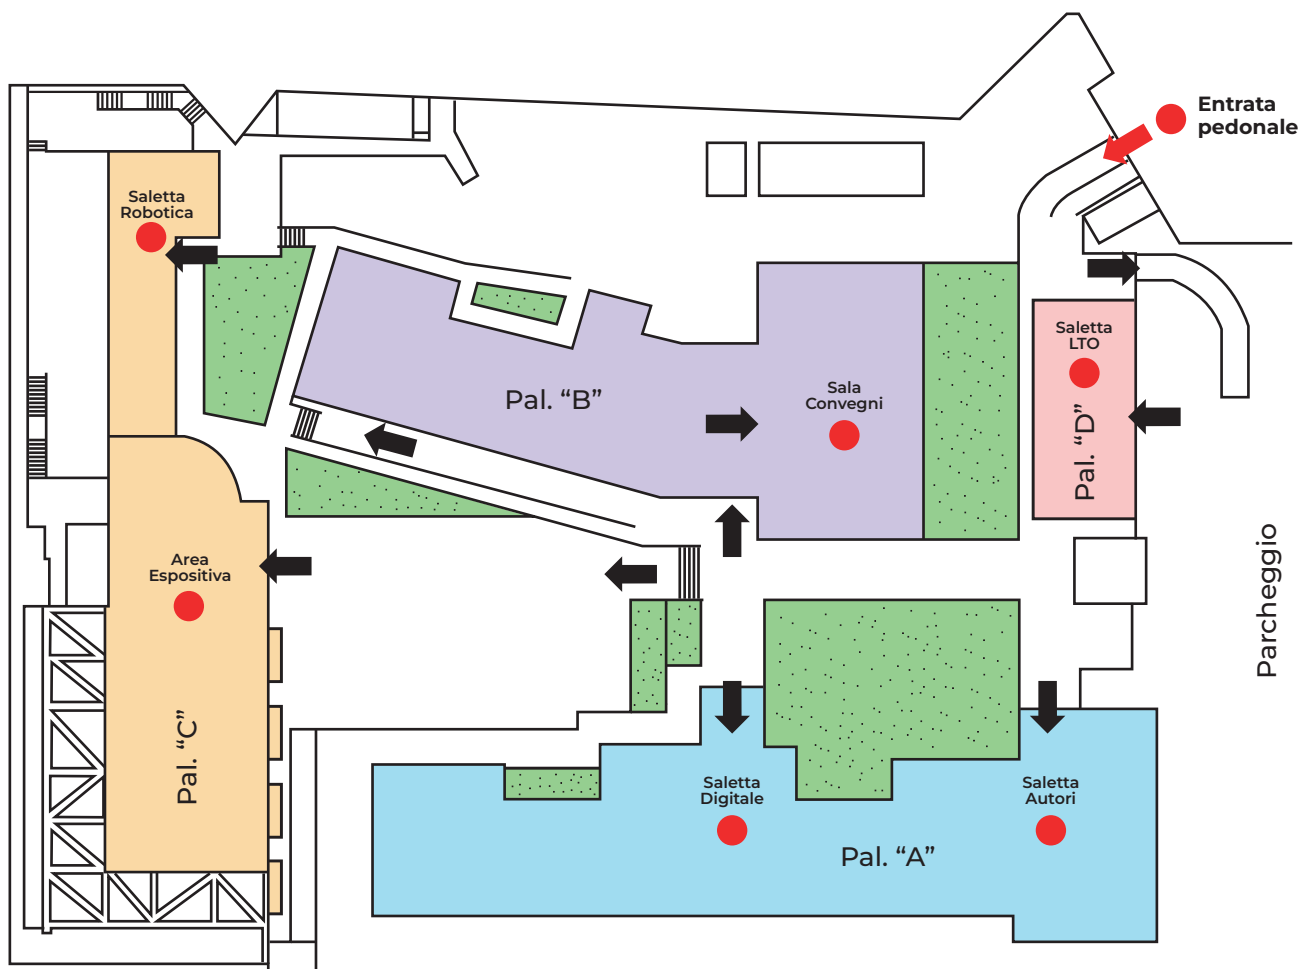 Entrata
pedonale
Saletta
Robotica
Saletta
LTO
Pal. “B”
Sala
Convegni
Pal. “D”
Parcheggio
Area
Espositiva
Pal. “C”
Saletta
Digitale
Saletta
Autori
Pal. “A”